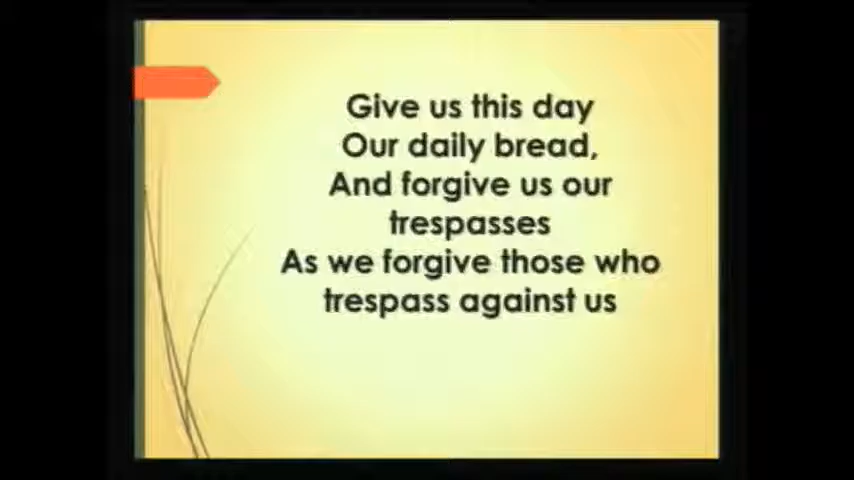 Give us this day
Our daily bread,
And forgive us our
trespasses
As we forgive those who
trespass against us